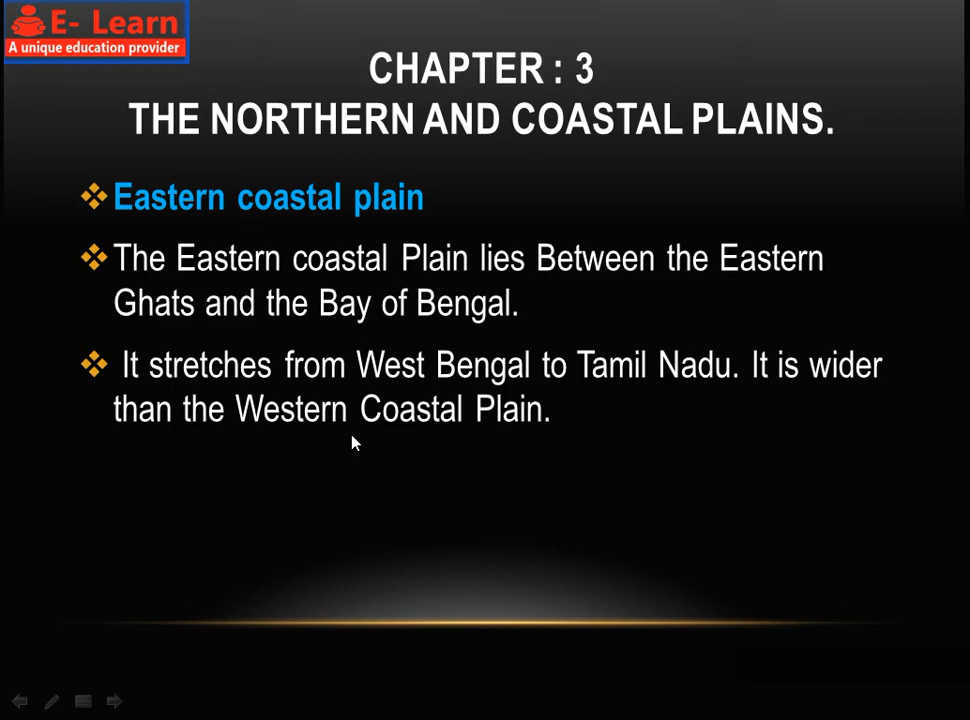 E- Learn
A unique education provider
CHAPTER : 3
THE NORTHERN AND COASTAL PLAINS.
Eastern coastal plain
The Eastern coastal Plain lies Between the Eastern
Ghats and the Bay of Bengal.
It stretches from West Bengal to Tamil Nadu. It is wider
than the Western Coastal Plain.